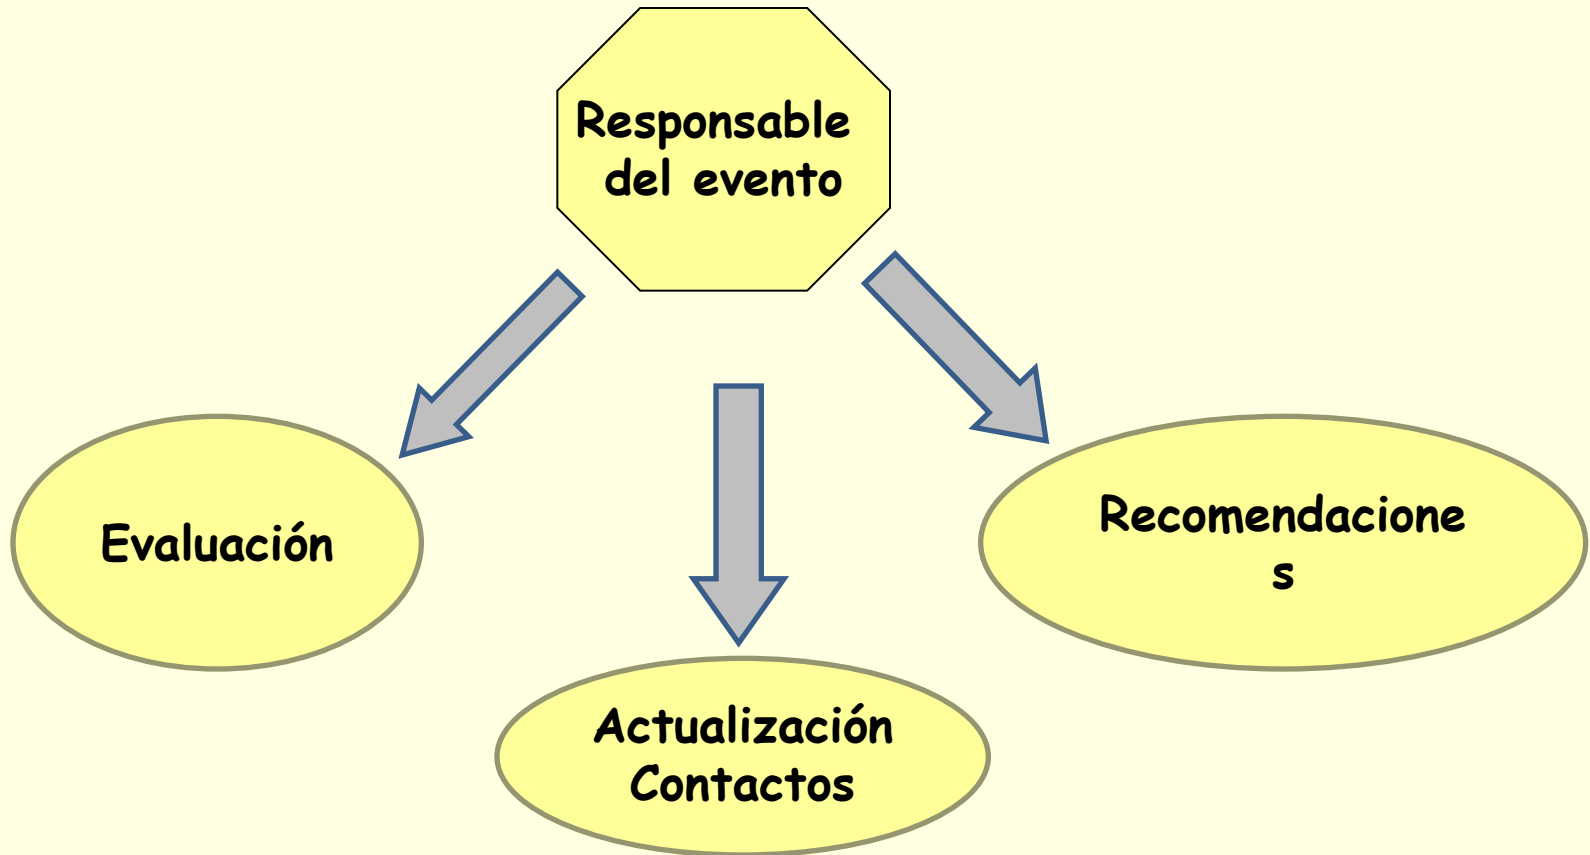 Responsable
del evento
Evaluación
Recomendacione
s
Actualización
Contactos